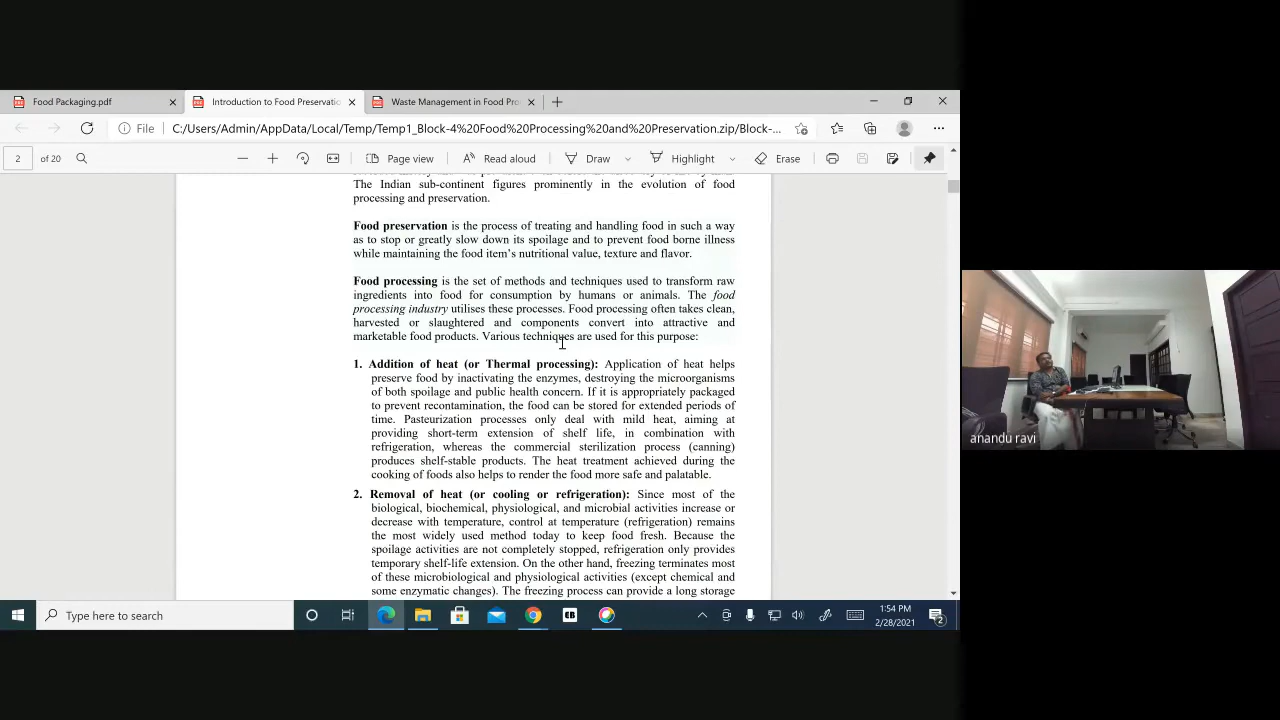 Food Packaging.pdf
Introduction to Food Preservatio
Waste Management in Food Pro
File
C:/Users/Admin/AppData/Local/Temp/Temp1_Block-4%20Food%20Processing%20and%20Preservation.zip/Block-...
2 of 20
Page view
Read aloud
Draw
Highlight
Erase
The Indian sub-continent figures prominently in the evolution of food
processing and preservation.
Food preservation is the process of treating and handling food in such a way
as to stop or greatly slow down its spoilage and to prevent food borne illness
while maintaining the food item's nutritional value, texture and flavor.
Food processing is the set of methods and techniques used to transform raw
ingredients into food for consumption by humans or animals. The food
processing industry utilises these processes. Food processing often takes clean,
harvested or slaughtered and components convert into attractive and
marketable food products. Various techniques are used for this purpose:
1. Addition of heat (or Thermal processing): Application of heat helps
preserve food by inactivating the enzymes, destroying the microorganisms
of both spoilage and public health concern. If it is appropriately packaged
to prevent recontamination, the food can be stored for extended periods of
time. Pasteurization processes only deal with mild heat, aiming at
providing short-term extension of shelf life, in combination with
refrigeration, whereas the commercial sterilization process (canning)
produces shelf-stable products. The heat treatment achieved during the
cooking of foods also helps to render the food more safe and palatable.
2. Removal of heat (or cooling or refrigeration): Since most of the
biological, biochemical, physiological, and microbial activities increase or
decrease with temperature, control at temperature (refrigeration) remains
the most widely used method today to keep food fresh. Because the
spoilage activities are not completely stopped, refrigeration only provides
temporary shelf-life extension. On the other hand, freezing terminates most
of these microbiological and physiological activities (except chemical and
some enzymatic changes). The freezing process can provide a long storage
anandu ravi
Type here to search
1:54 PM
2/28/2021
2